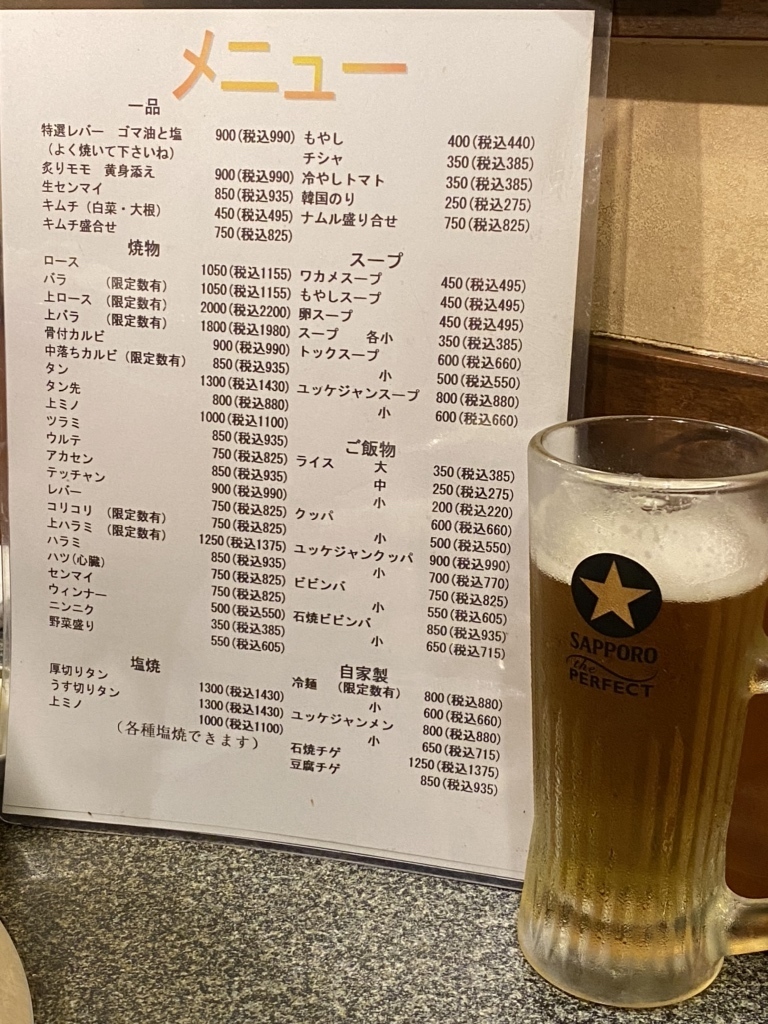 メニュー
一品
特選レバー ゴマ油と塩 900(税込990)
（よく焼いて下さいね）
炙りモモ 黄身添え 900(税込990)
生センマイ 850(税込935)
キムチ（白菜・大根） 450(税込495)
キムチ盛合せ 750(税込825)
焼物
ロース 1050(税込1155)
バラ （限定数有） 1050(税込1155)
上ロース （限定数有） 2000(税込2200)
上バラ （限定数有） 1800(税込1980)
骨付カルビ 900(税込990)
中落ちカルビ（限定数有） 850(税込935)
タン 1300(税込1430)
タン先 800(税込880)
上ミノ 1000(税込1100)
ツラミ 850(税込935)
ウルテ 750(税込825)
アカセン 850(税込935)
テッチャン 900(税込990)
レバー 750(税込825)
コリコリ （限定数有） 750(税込825)
上ハラミ （限定数有） 1250(税込1375)
ハラミ 850(税込935)
ハツ(心臓) 750(税込825)
センマイ 750(税込825)
ウィンナー 500(税込550)
ニンニク 350(税込385)
野菜盛り 550(税込605)
塩焼
厚切りタン 1300(税込1430)
うす切りタン 1300(税込1430)
上ミノ 1000(税込1100)
（各種塩焼できます）
もやし 400(税込440)
チシャ 350(税込385)
冷やしトマト 350(税込385)
韓国のり 250(税込275)
ナムル盛り合せ 750(税込825)
スープ
ワカメスープ 450(税込495)
もやしスープ 450(税込495)
卵スープ 450(税込495)
スープ 各小 350(税込385)
トックスープ 600(税込660)
小 500(税込550)
ユッケジャンスープ 800(税込880)
小 600(税込660)
ご飯物
ライス 大 350(税込385)
中 250(税込275)
小 200(税込220)
クッパ 600(税込660)
小 500(税込550)
ユッケジャンクッパ 900(税込990)
小 700(税込770)
ビビンバ 750(税込825)
小 550(税込605)
石焼ビビンバ 850(税込935)
小 650(税込715)
自家製
冷麺 （限定数有） 800(税込880)
小 600(税込660)
ユッケジャンメン 800(税込880)
小 650(税込715)
石焼チゲ 1250(税込1375)
豆腐チゲ 850(税込935)
SAPPORO
the
PERFECT